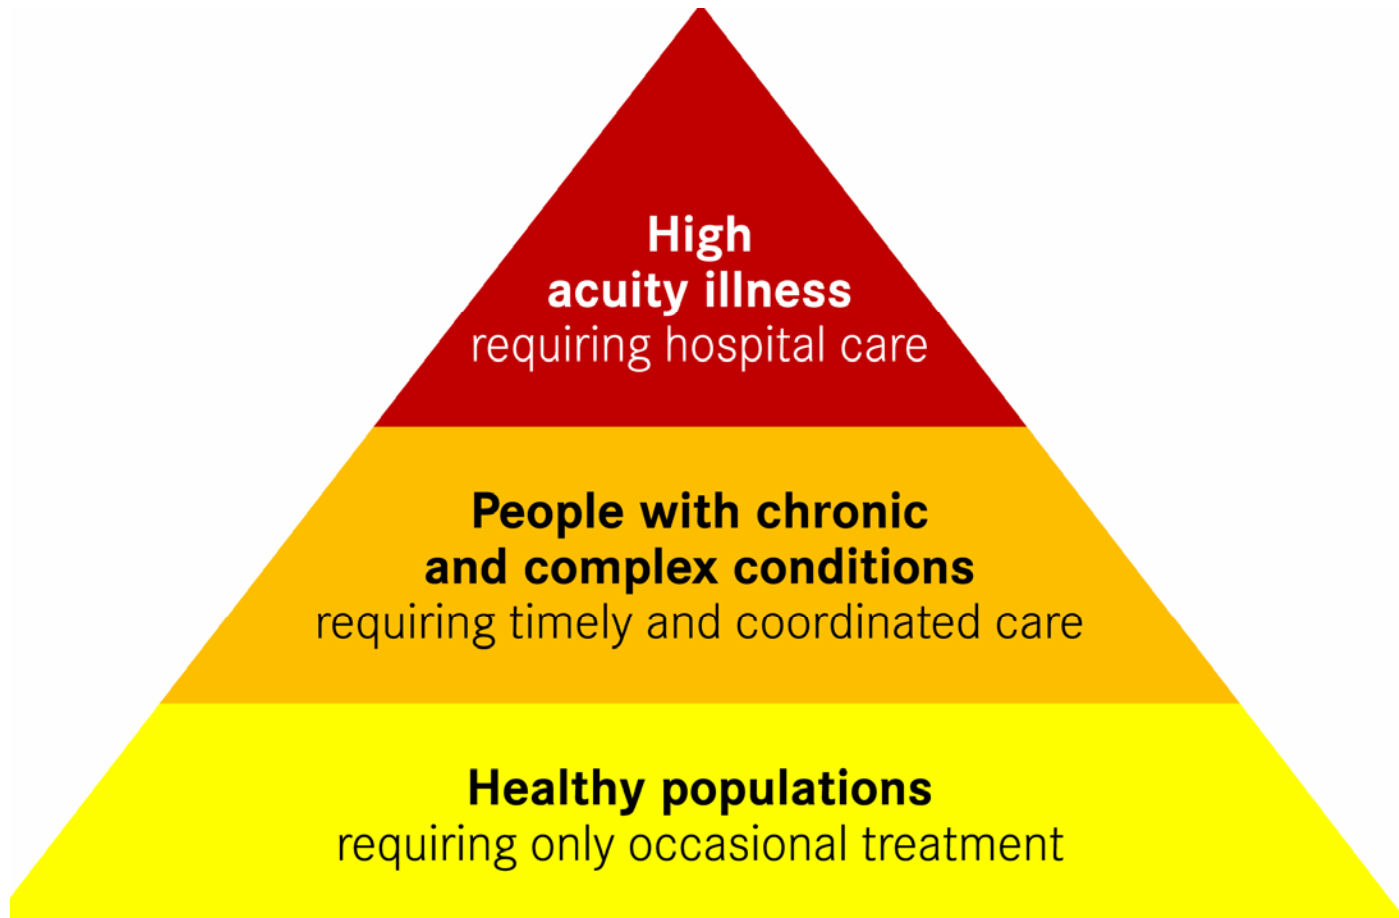 High
acuity illness
requiring hospital care
People with chronic
and complex conditions
requiring timely and coordinated care
Healthy populations
requiring only occasional treatment